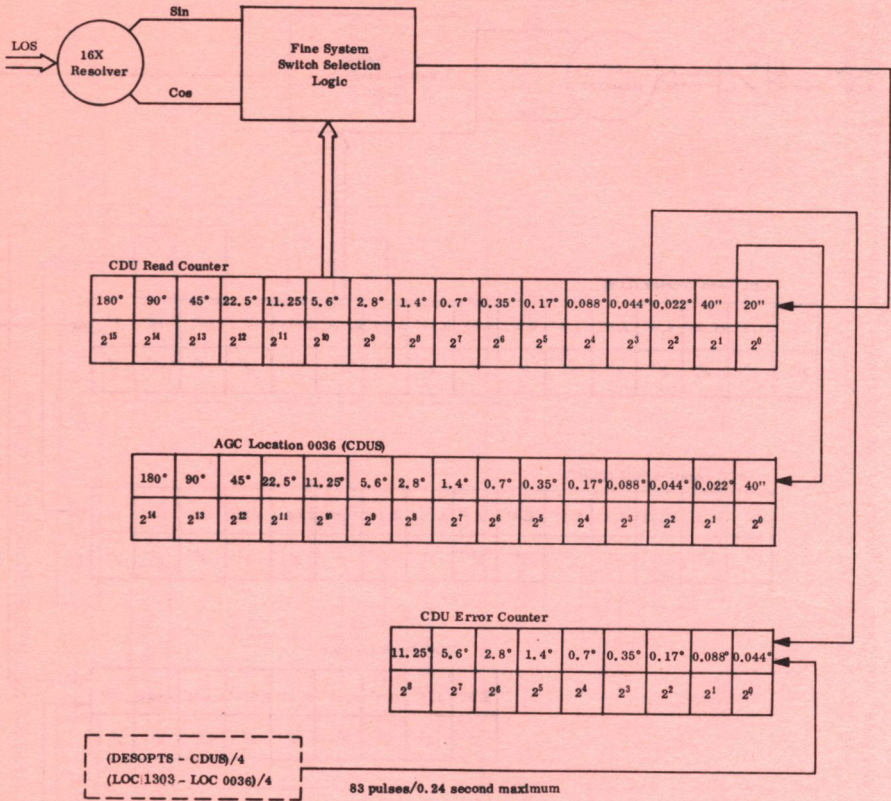 Sin
LOS
16X
Resolver
Fine System
Switch Selection
Logic
Cos
CDU Read Counter
180° 90° 45° 22.5° 11.25° 5.6° 2.8° 1.4° 0.7° 0.35° 0.17° 0.088° 0.044° 0.022° 40" 20"
2¹⁵ 2¹⁴ 2¹³ 2¹² 2¹¹ 2¹⁰ 2⁹ 2⁸ 2⁷ 2⁶ 2⁵ 2⁴ 2³ 2² 2¹ 2⁰
AGC Location 0036 (CDUS)
180° 90° 45° 22.5° 11.25° 5.6° 2.8° 1.4° 0.7° 0.35° 0.17° 0.088° 0.044° 0.022° 40"
2¹⁴ 2¹³ 2¹² 2¹¹ 2¹⁰ 2⁹ 2⁸ 2⁷ 2⁶ 2⁵ 2⁴ 2³ 2² 2¹ 2⁰
CDU Error Counter
11.25° 5.6° 2.8° 1.4° 0.7° 0.35° 0.17° 0.088° 0.044°
2⁸ 2⁷ 2⁶ 2⁵ 2⁴ 2³ 2² 2¹ 2⁰
(DESOPTS - CDUS)/4
(LOC 1303 - LOC 0036)/4
83 pulses/0.24 second maximum